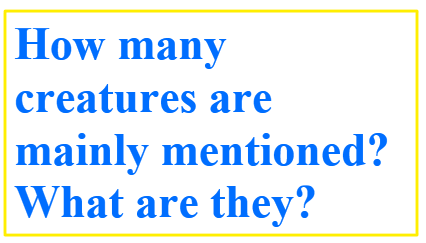 How many
creatures are
mainly mentioned?
What are they?